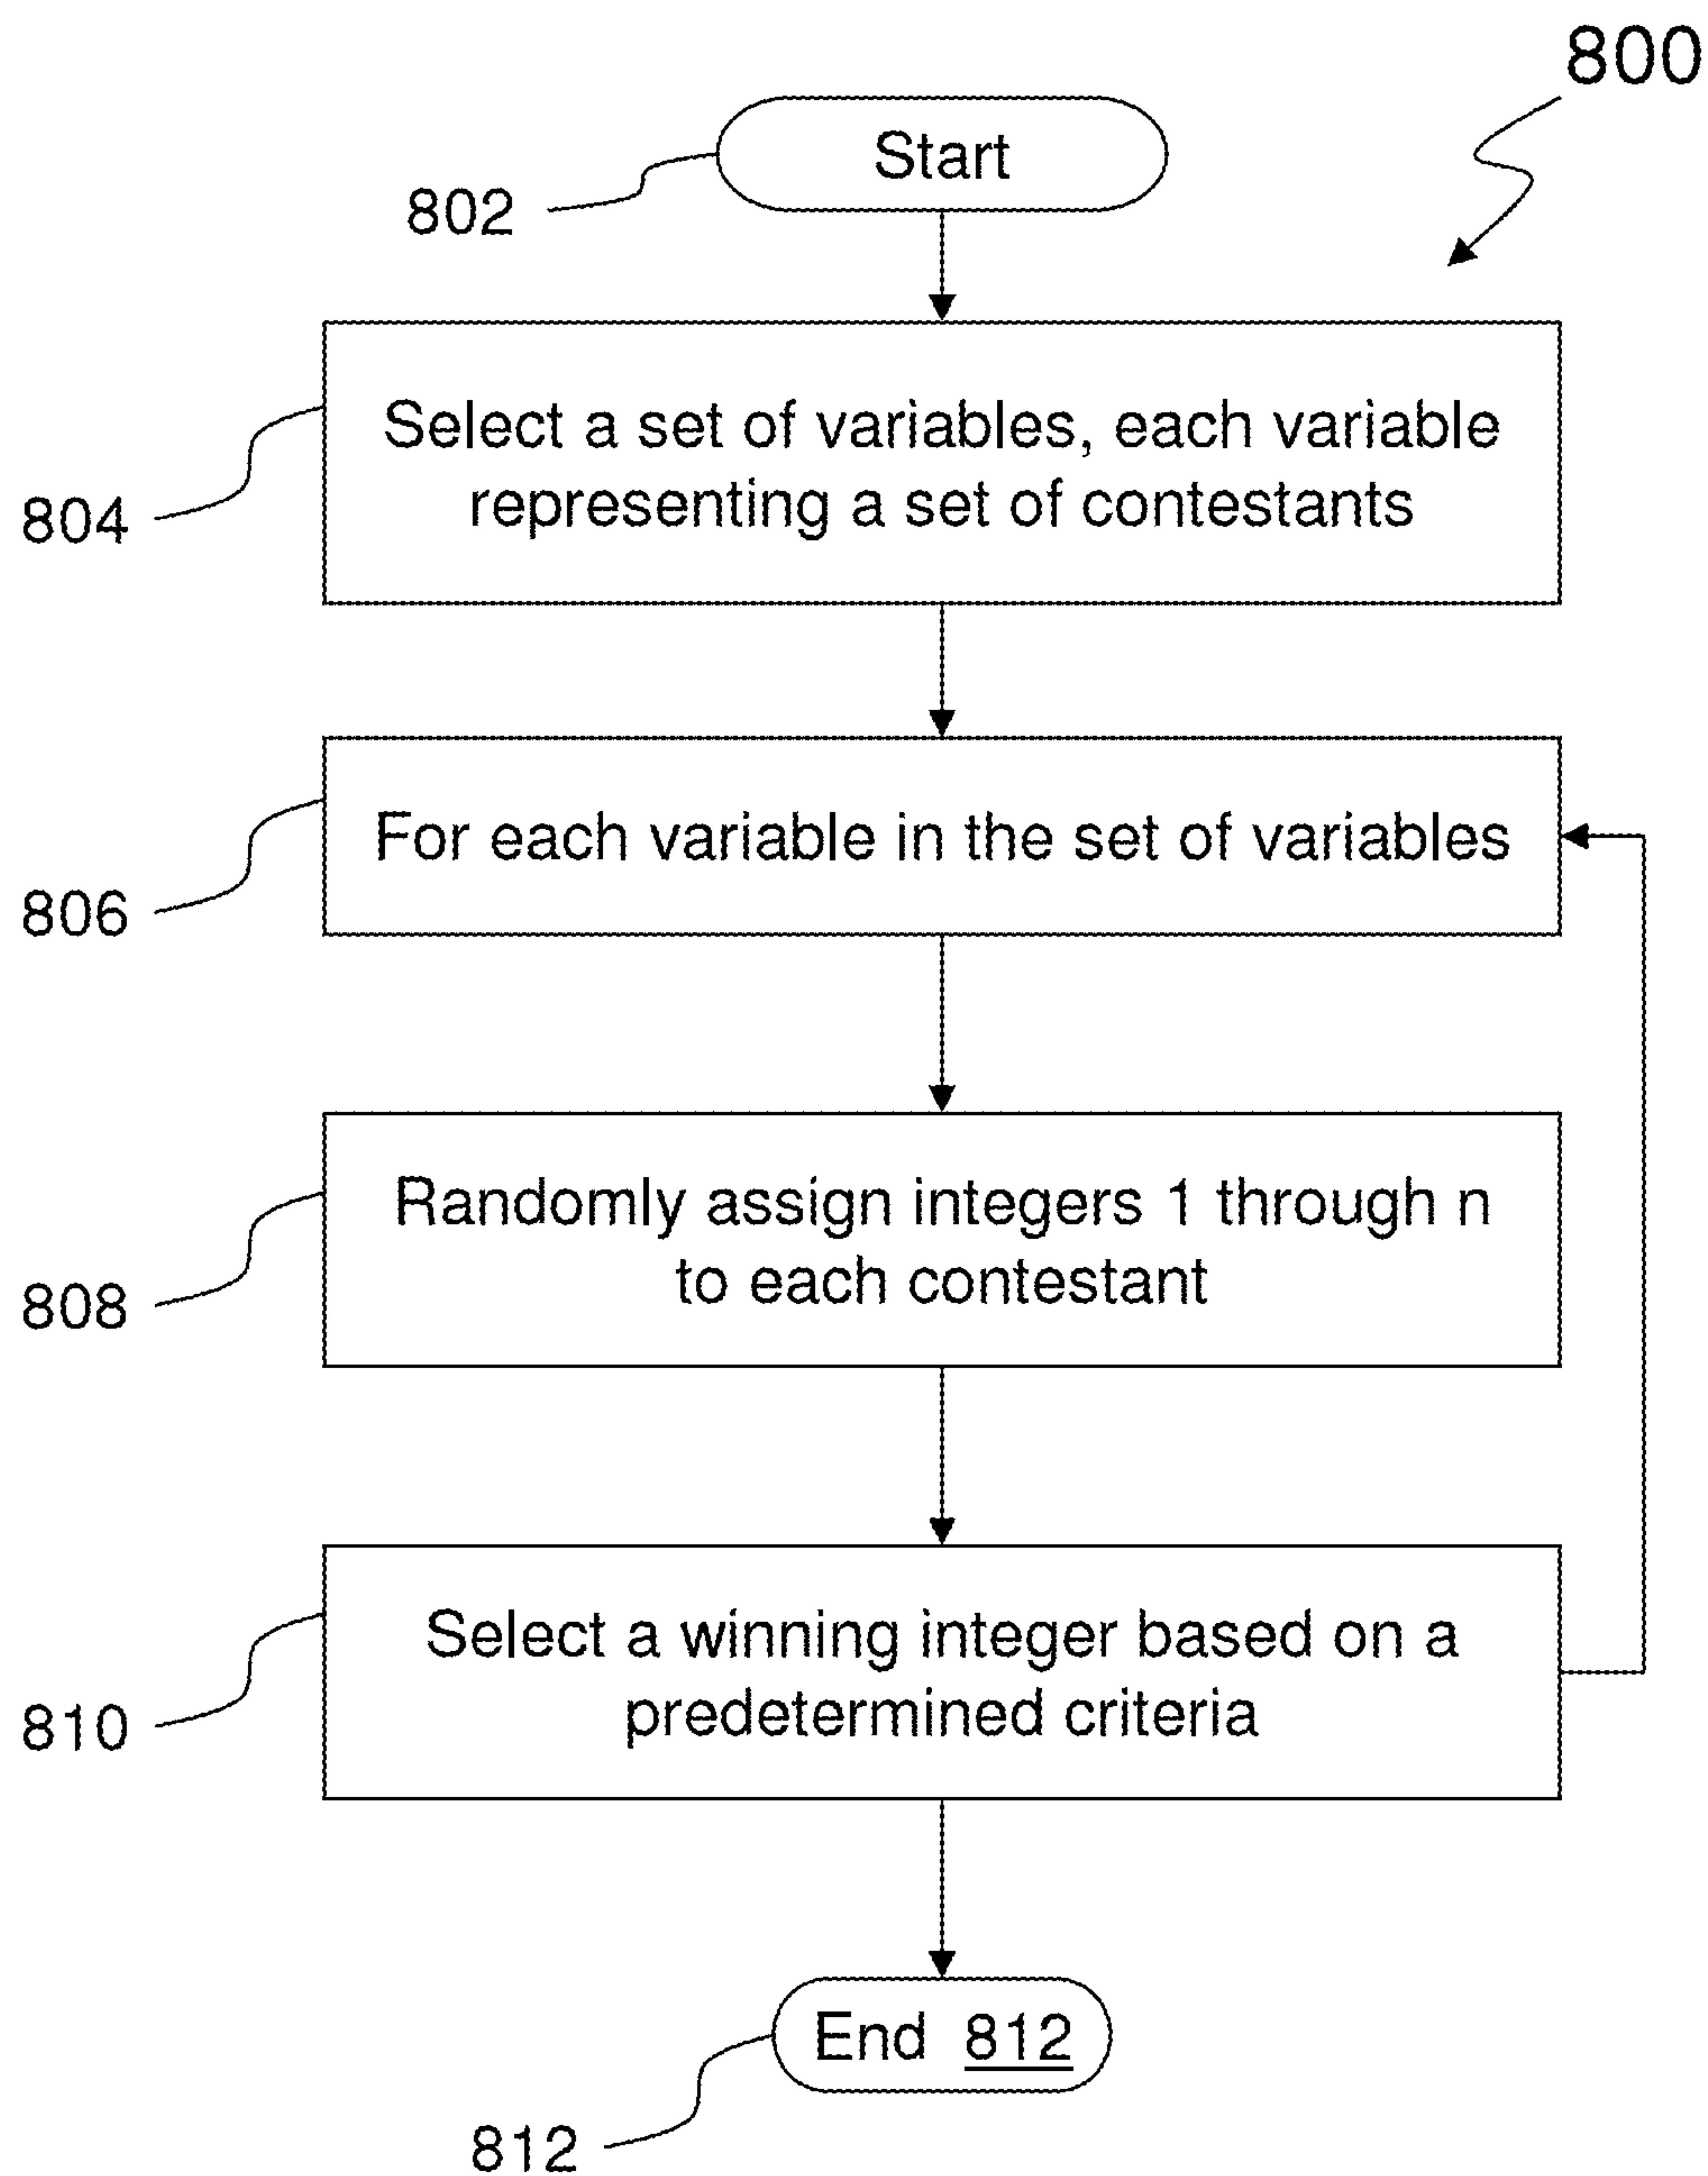 800
Start
802
Select a set of variables, each variable
representing a set of contestants
804
For each variable in the set of variables
806
Randomly assign integers 1 through n
to each contestant
808
Select a winning integer based on a
predetermined criteria
810
End 812
812